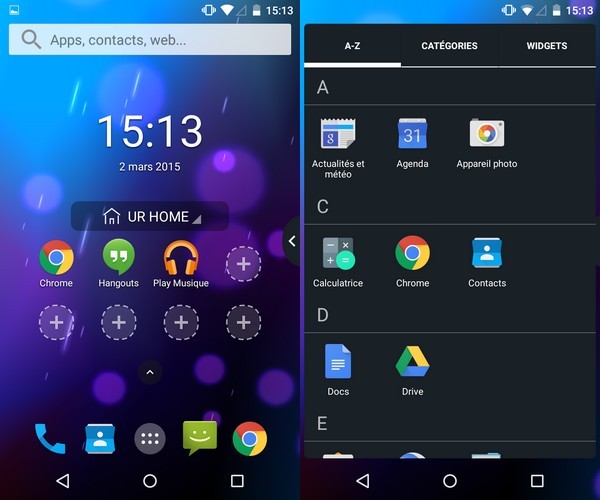 15:13
Apps, contacts, web...
15:13
2 mars 2015
UR HOME
Chrome
Hangouts
Play Musique
15:13
A-Z
CATÉGORIES
WIDGETS
A
Actualités et
météo
31
Agenda
Appareil photo
C
Calculatrice
Chrome
Contacts
D
Docs
Drive
E